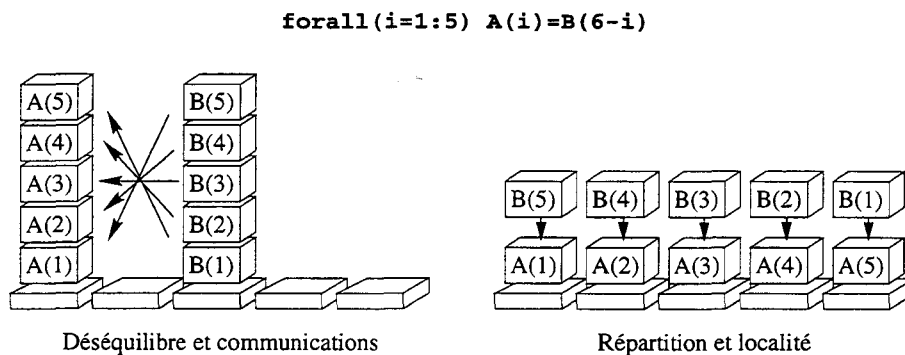 forall(i=1:5) A(i)=B(6-i)
A(5) B(5)
A(4) B(4)
A(3) B(3)
A(2) B(2)
A(1) B(1)
Déséquilibre et communications
B(5) B(4) B(3) B(2) B(1)
A(1) A(2) A(3) A(4) A(5)
Répartition et localité